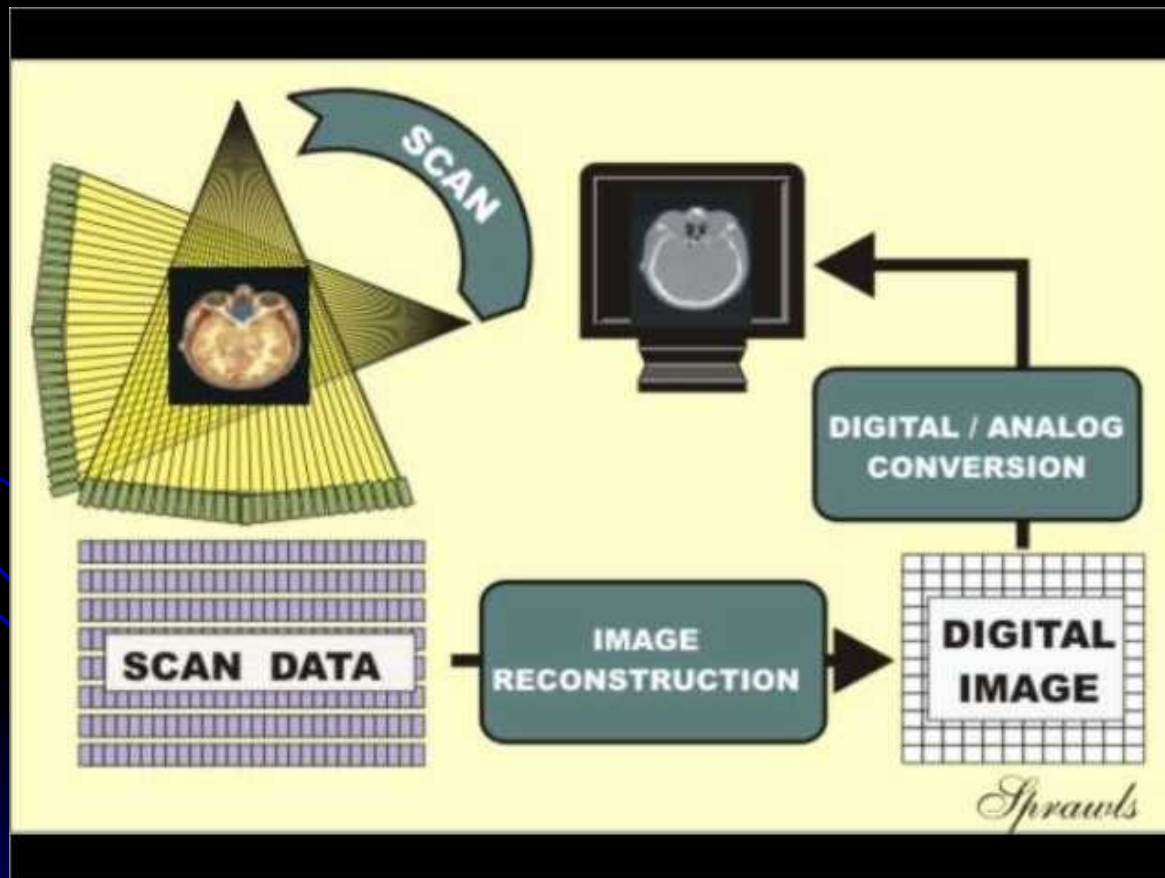 SCAN
DIGITAL / ANALOG
CONVERSION
SCAN DATA
IMAGE
RECONSTRUCTION
DIGITAL
IMAGE
Sprawls